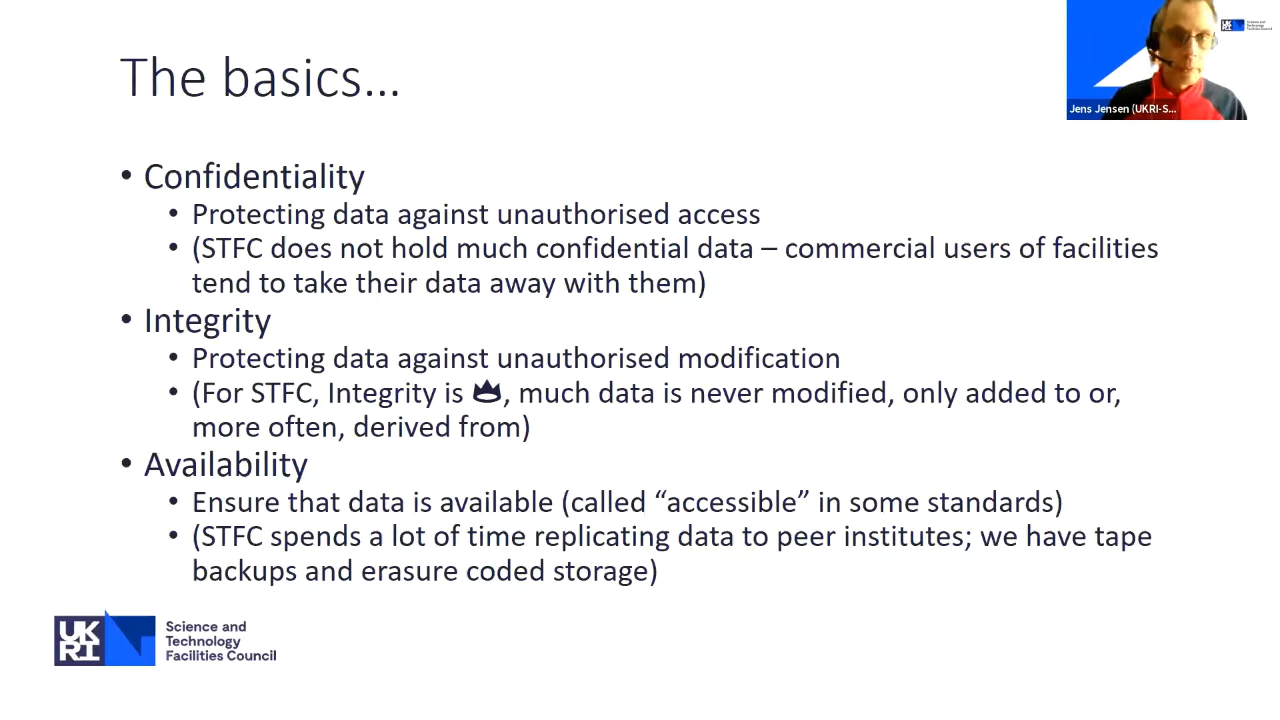 The basics...
Jens Jensen (UKRI-S...
• Confidentiality
• Protecting data against unauthorised access
• (STFC does not hold much confidential data – commercial users of facilities
tend to take their data away with them)
• Integrity
• Protecting data against unauthorised modification
• (For STFC, Integrity is , much data is never modified, only added to or,
more often, derived from)
• Availability
• Ensure that data is available (called “accessible” in some standards)
• (STFC spends a lot of time replicating data to peer institutes; we have tape
backups and erasure coded storage)
UK
RI
Science and
Technology
Facilities Council